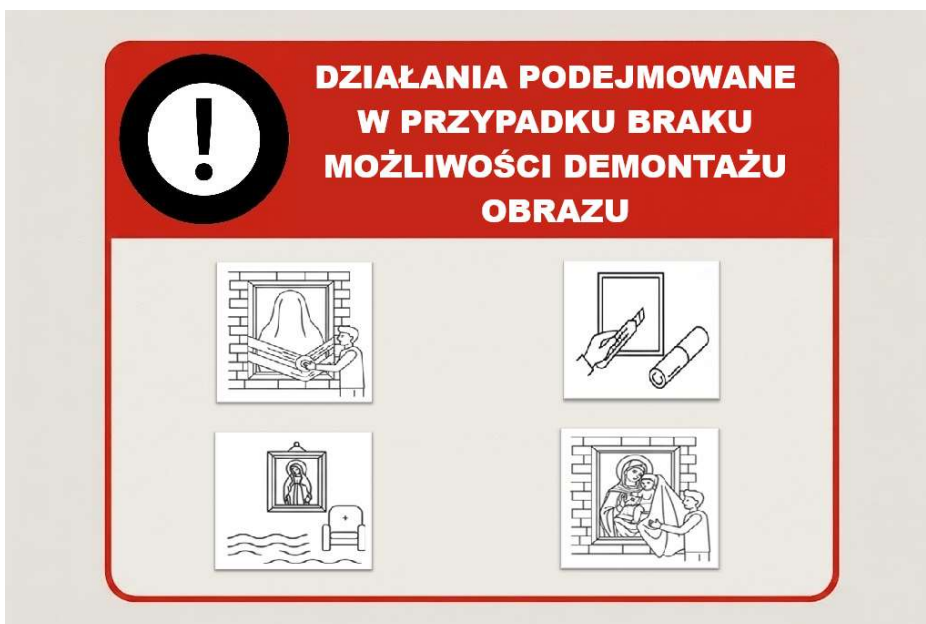 DZIAŁANIA PODEJMOWANE
W PRZYPADKU BRAKU
MOŻLIWOŚCI DEMONTAŻU
OBRAZU